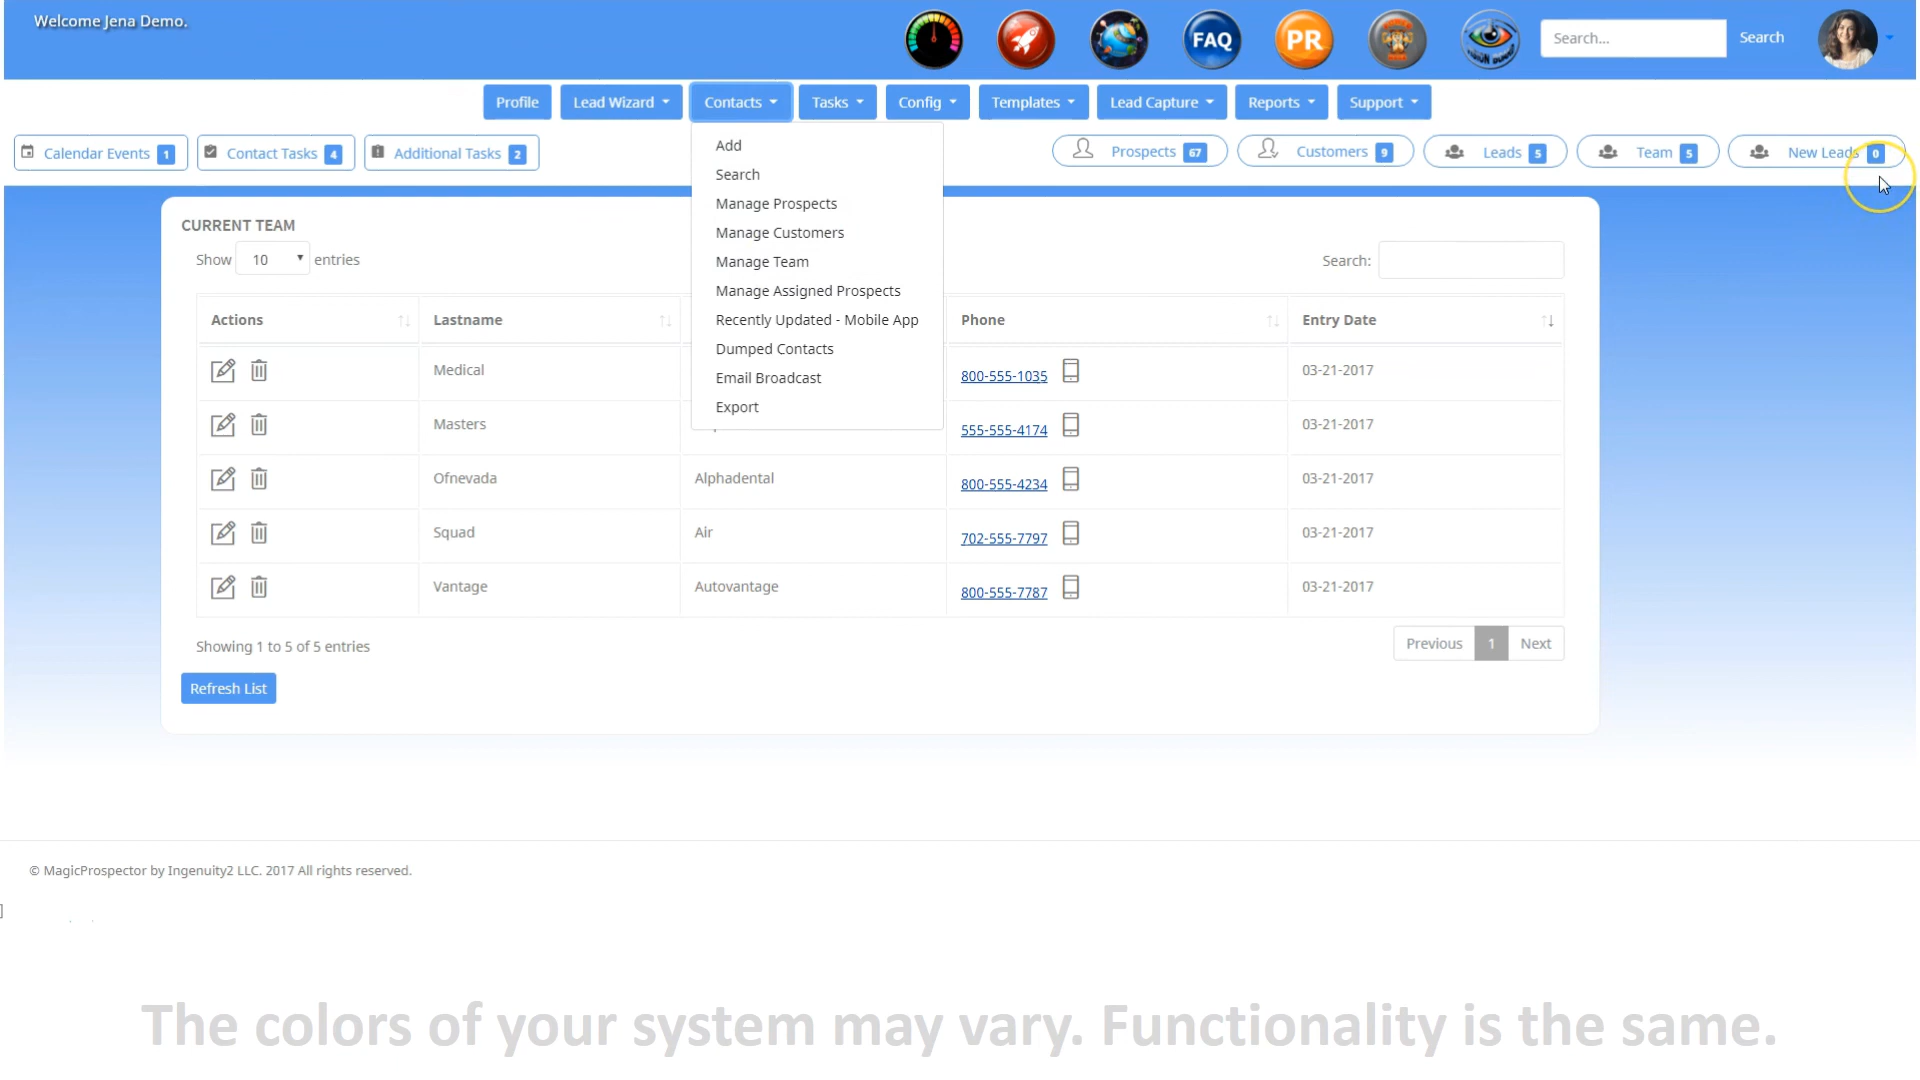 Welcome Jena Demo.
FAQ
PR
VISION BOARD
Search...
Search
Profile
Lead Wizard
Contacts
Tasks
Config
Templates
Lead Capture
Reports
Support
Calendar Events 1
Contact Tasks 4
Additional Tasks 2
Prospects 67
Customers 9
Leads 5
Team 5
New Leads 0
Add
Search
Manage Prospects
Manage Customers
Manage Team
Manage Assigned Prospects
Recently Updated - Mobile App
Dumped Contacts
Email Broadcast
Export
CURRENT TEAM
Show 10 entries
Search:
Actions Lastname Phone Entry Date
Medical 800-555-1035 03-21-2017
Masters 555-555-4174 03-21-2017
Ofnevada Alphadental 800-555-4234 03-21-2017
Squad Air 702-555-7797 03-21-2017
Vantage Autovantage 800-555-7787 03-21-2017
Showing 1 to 5 of 5 entries
Previous 1 Next
Refresh List
© MagicProspector by Ingenuity2 LLC. 2017 All rights reserved.
]
The colors of your system may vary. Functionality is the same.